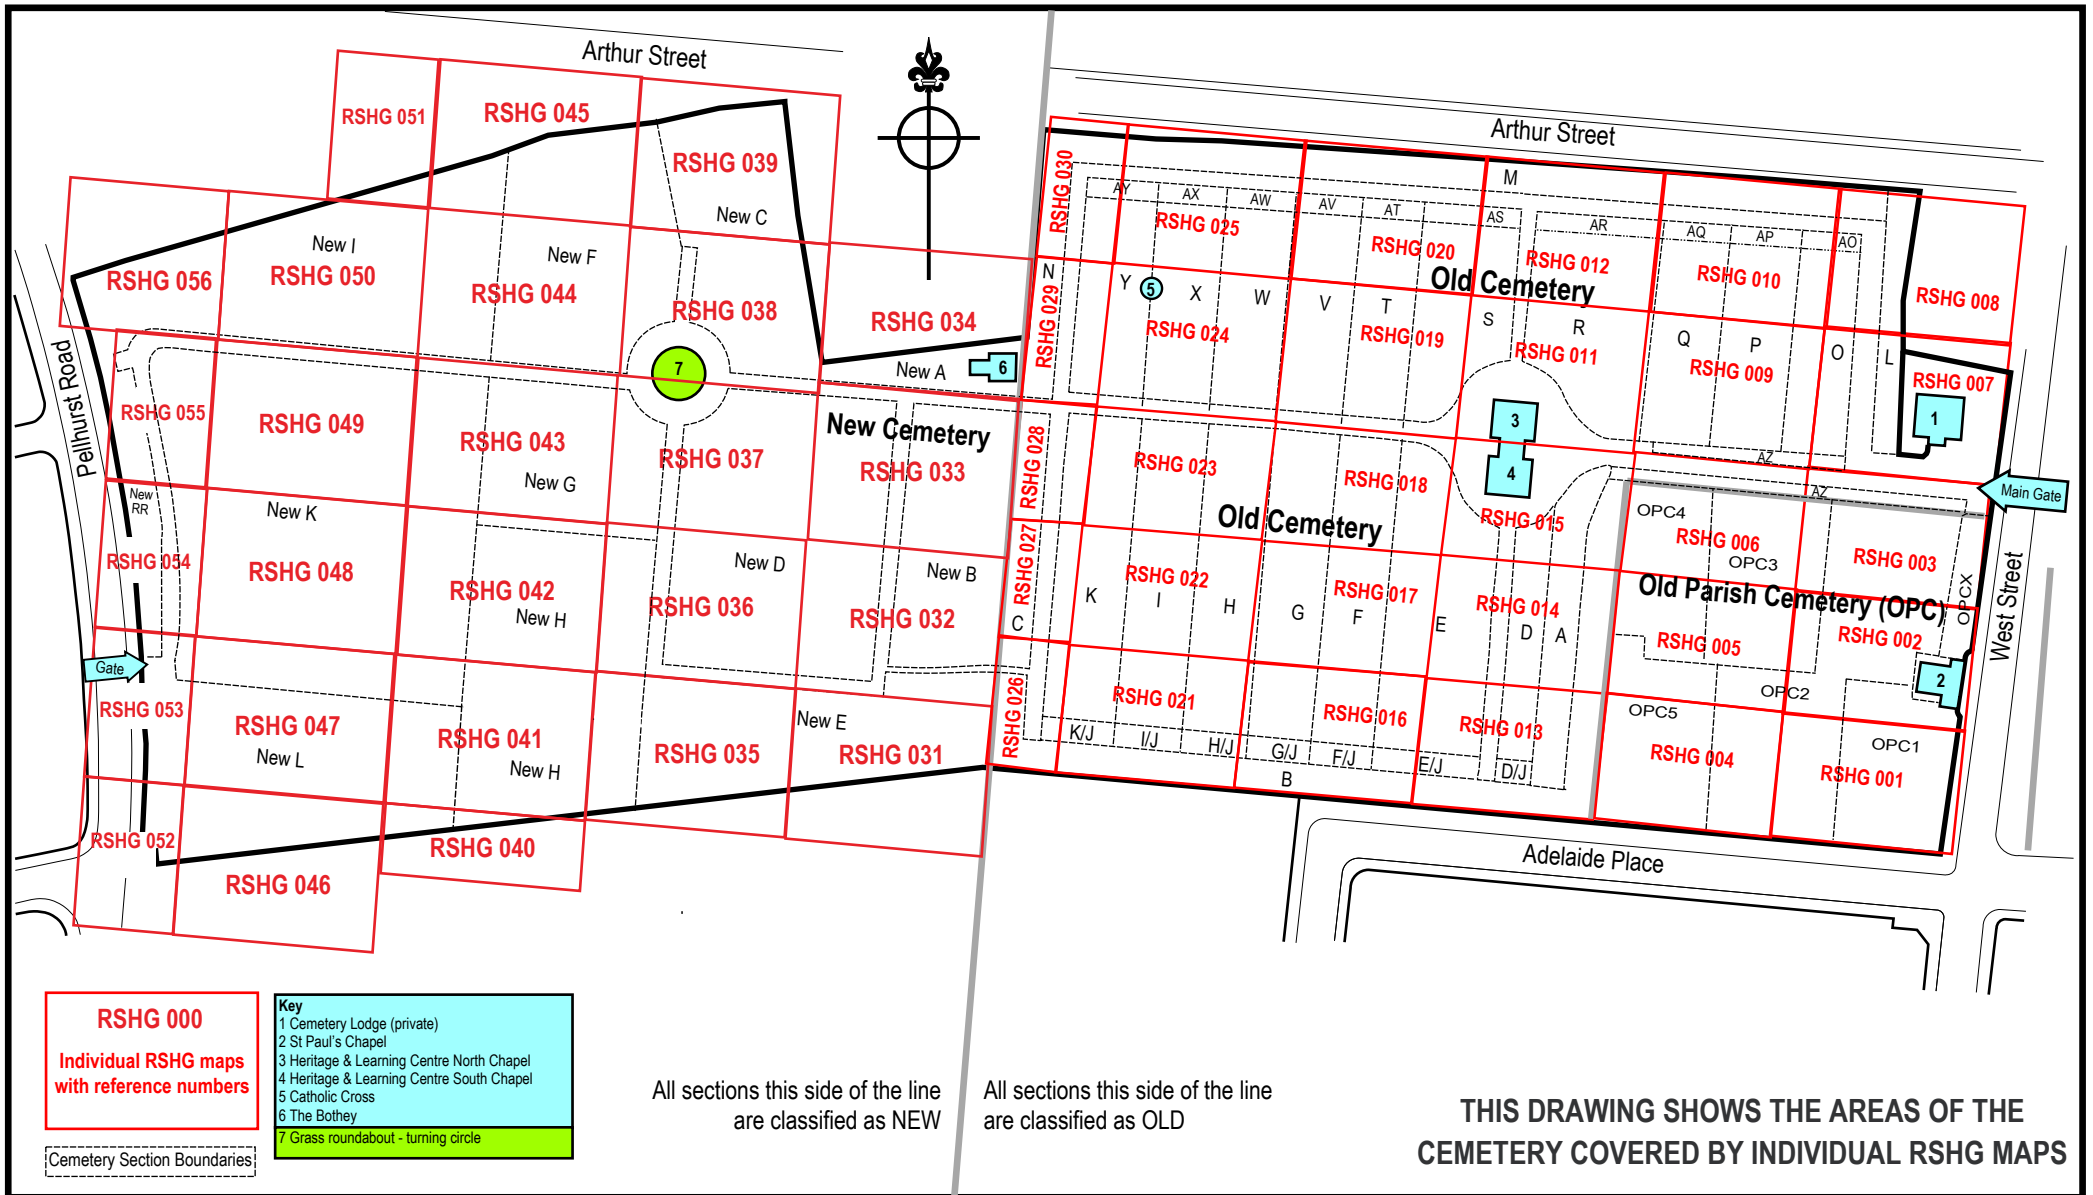 Arthur Street
Arthur Street
RSHG 051
RSHG 045
RSHG 039
New C
RSHG 056
New I
RSHG 050
New F
RSHG 044
RSHG 038
RSHG 034
7
New A
6
Pellhurst Road
RSHG 055
RSHG 049
RSHG 043
RSHG 037
New Cemetery
RSHG 033
New G
New
RR
New K
RSHG 054
RSHG 048
RSHG 042
New H
New D
RSHG 036
New B
RSHG 032
Gate
RSHG 053
RSHG 047
New L
RSHG 041
New H
RSHG 035
New E
RSHG 031
RSHG 052
RSHG 046
RSHG 040
RSHG 030
M
AY
AX
AW
AV
AT
AS
AR
AQ
AP
AO
RSHG 025
RSHG 020
RSHG 012
RSHG 010
RSHG 008
Old Cemetery
N
RSHG 029
Y
5
X
W
V
T
S
R
Q
P
O
L
RSHG 024
RSHG 019
RSHG 011
RSHG 009
RSHG 007
1
3
4
RSHG 028
RSHG 023
RSHG 018
RSHG 015
AZ
AZ
Main Gate
Old Cemetery
OPC4
RSHG 006
OPC3
RSHG 003
OPCX
West Street
RSHG 027
C
K
I
H
G
F
E
D
A
RSHG 022
RSHG 017
RSHG 014
Old Parish Cemetery (OPC)
RSHG 005
RSHG 002
2
OPC2
RSHG 026
RSHG 021
RSHG 016
RSHG 013
OPC5
RSHG 004
OPC1
RSHG 001
K/J
I/J
H/J
G/J
F/J
E/J
D/J
B
Adelaide Place
RSHG 000
Individual RSHG maps
with reference numbers
Cemetery Section Boundaries
Key
1 Cemetery Lodge (private)
2 St Paul's Chapel
3 Heritage & Learning Centre North Chapel
4 Heritage & Learning Centre South Chapel
5 Catholic Cross
6 The Bothey
7 Grass roundabout - turning circle
All sections this side of the line
are classified as NEW
All sections this side of the line
are classified as OLD
THIS DRAWING SHOWS THE AREAS OF THE
CEMETERY COVERED BY INDIVIDUAL RSHG MAPS